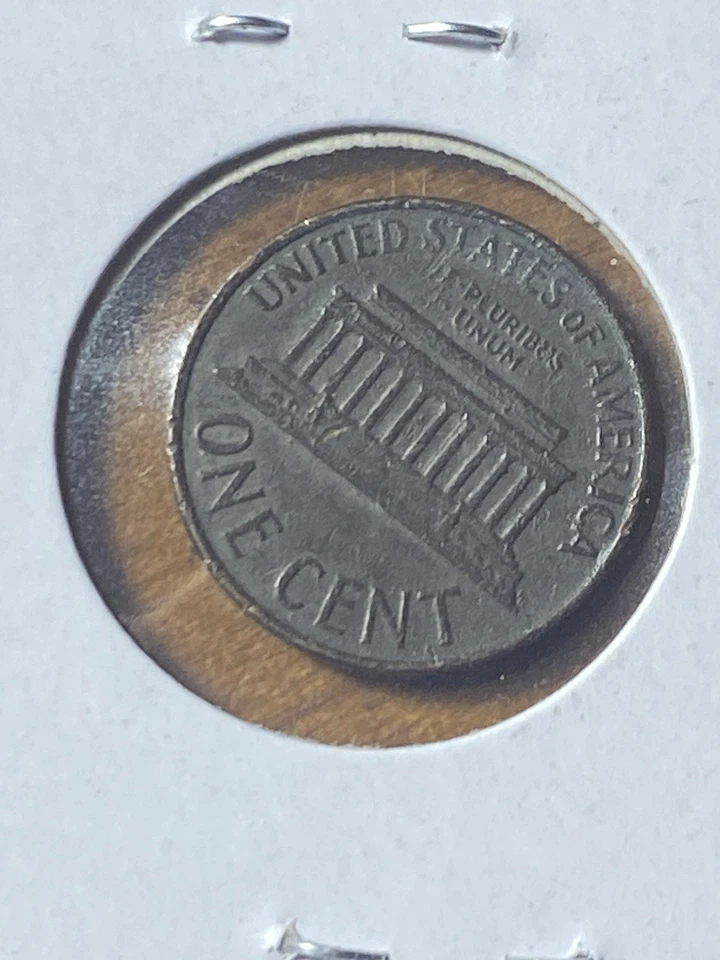 UNITED STATES OF AMERICA
E PLURIBUS
UNUM
ONE CENT